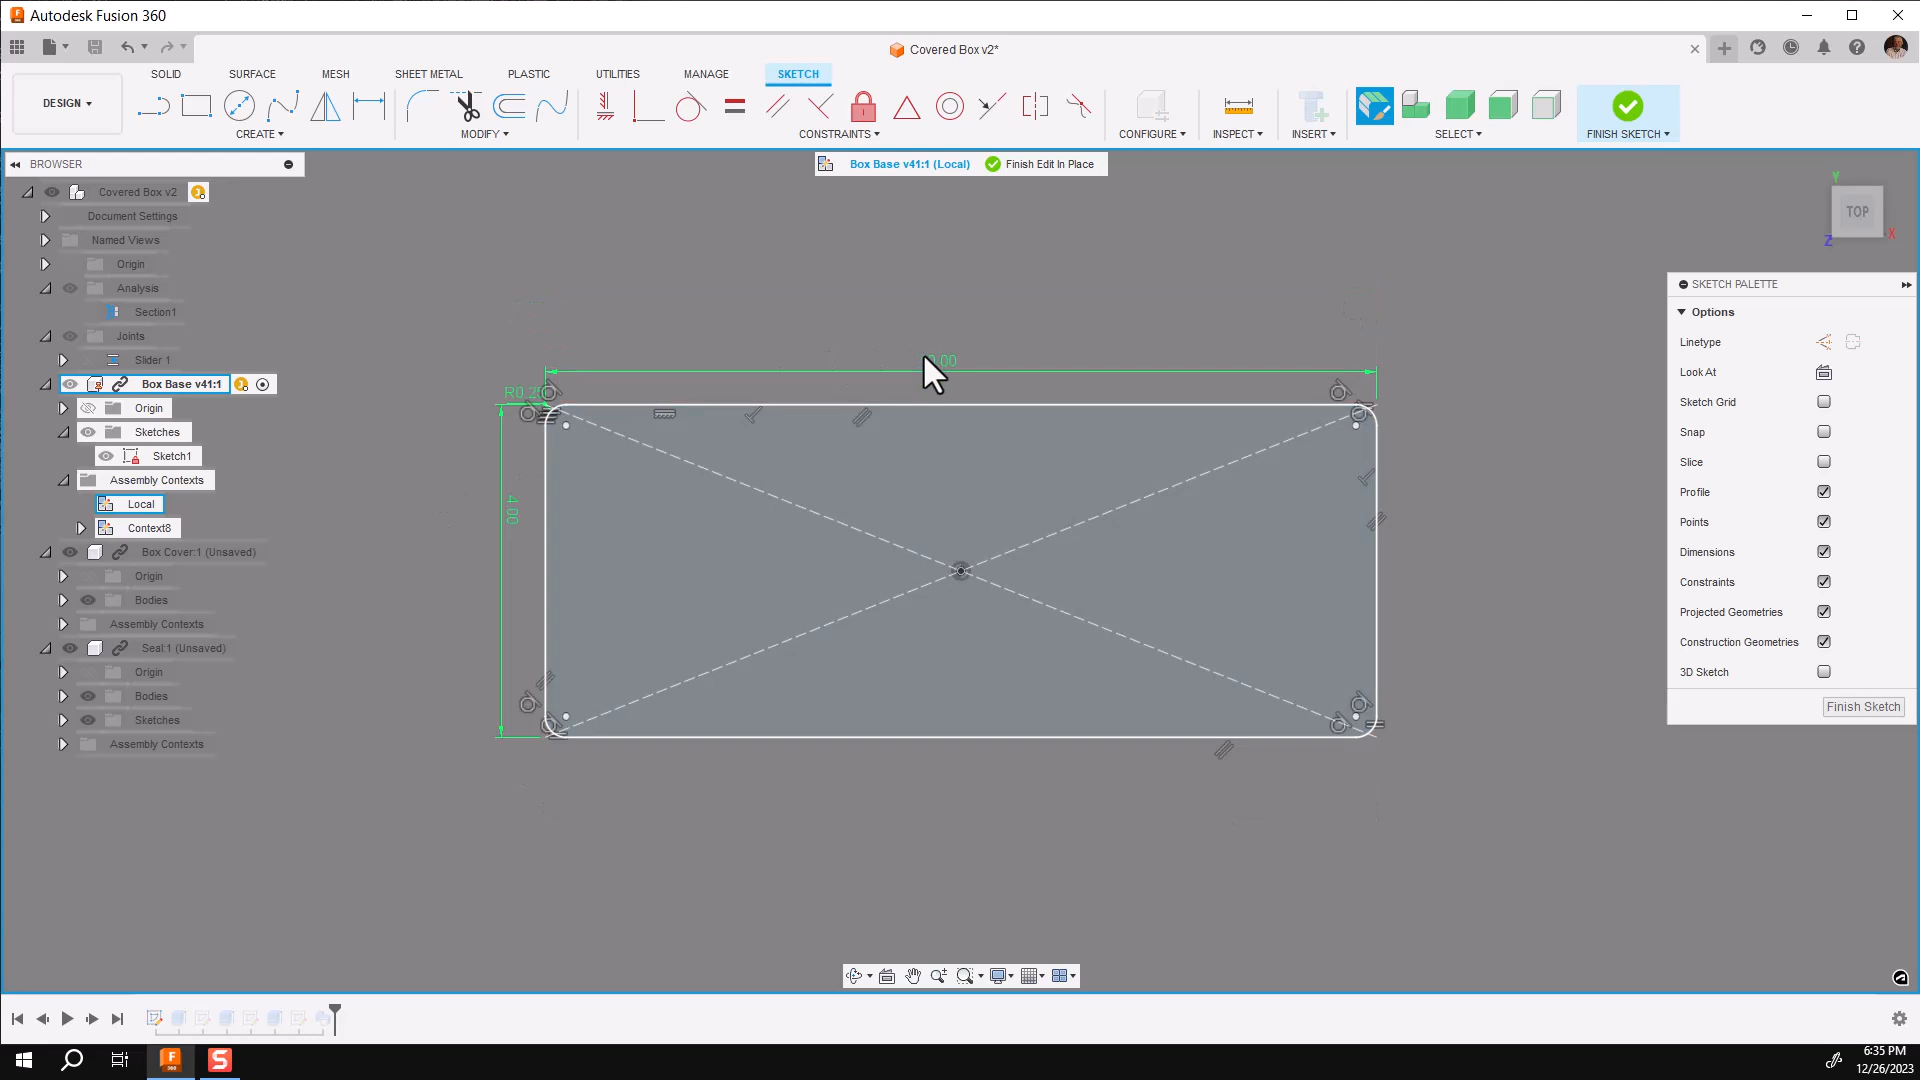 Autodesk Fusion 360
Covered Box v2*
DESIGN
SOLID
SURFACE
MESH
SHEET METAL
PLASTIC
UTILITIES
MANAGE
SKETCH
CREATE
MODIFY
CONSTRAINTS
CONFIGURE
INSPECT
INSERT
SELECT
FINISH SKETCH
BROWSER
Box Base v41:1 (Local)
Finish Edit In Place
Covered Box v2
Document Settings
Named Views
Origin
Analysis
Section1
Joints
Slider 1
Box Base v41:1
Origin
Sketches
Sketch1
Assembly Contexts
Local
Context8
Box Cover:1 (Unsaved)
Origin
Bodies
Assembly Contexts
Seal:1 (Unsaved)
Origin
Bodies
Sketches
Assembly Contexts
R0.25
4.00
Y
TOP
Z
X
SKETCH PALETTE
Options
Linetype
Look At
Sketch Grid
Snap
Slice
Profile
Points
Dimensions
Constraints
Projected Geometries
Construction Geometries
3D Sketch
Finish Sketch
F
360
S
6:35 PM
12/26/2023